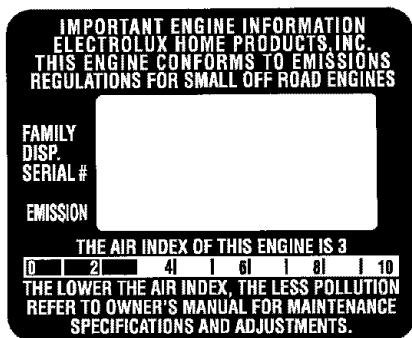 IMPORTANT ENGINE INFORMATION
ELECTROLUX HOME PRODUCTS, INC.
THIS ENGINE CONFORMS TO EMISSIONS
REGULATIONS FOR SMALL OFF ROAD ENGINES
FAMILY
DISP.
SERIAL #
EMISSION
THE AIR INDEX OF THIS ENGINE IS 3
0 2 4 6 8 10
THE LOWER THE AIR INDEX, THE LESS POLLUTION
REFER TO OWNER'S MANUAL FOR MAINTENANCE
SPECIFICATIONS AND ADJUSTMENTS.